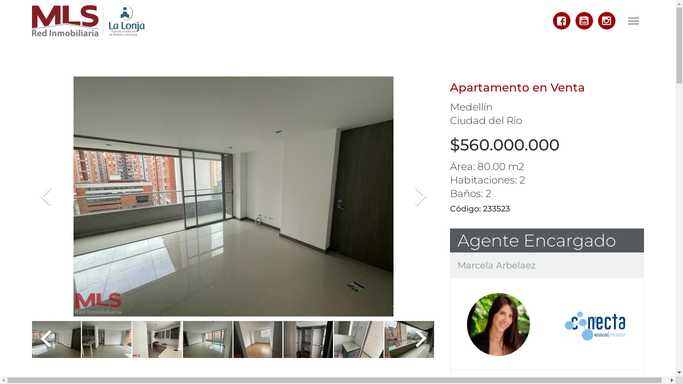 MLS
Red Inmobiliaria
La Lonja
Apartamento en Venta
Medellín
Ciudad del Rio
$560.000.000
Área: 80.00 m2
Habitaciones: 2
Baños: 2
Código: 233523
Agente Encargado
Marcela Arbelaez
conecta
MLS
Red Inmobiliaria